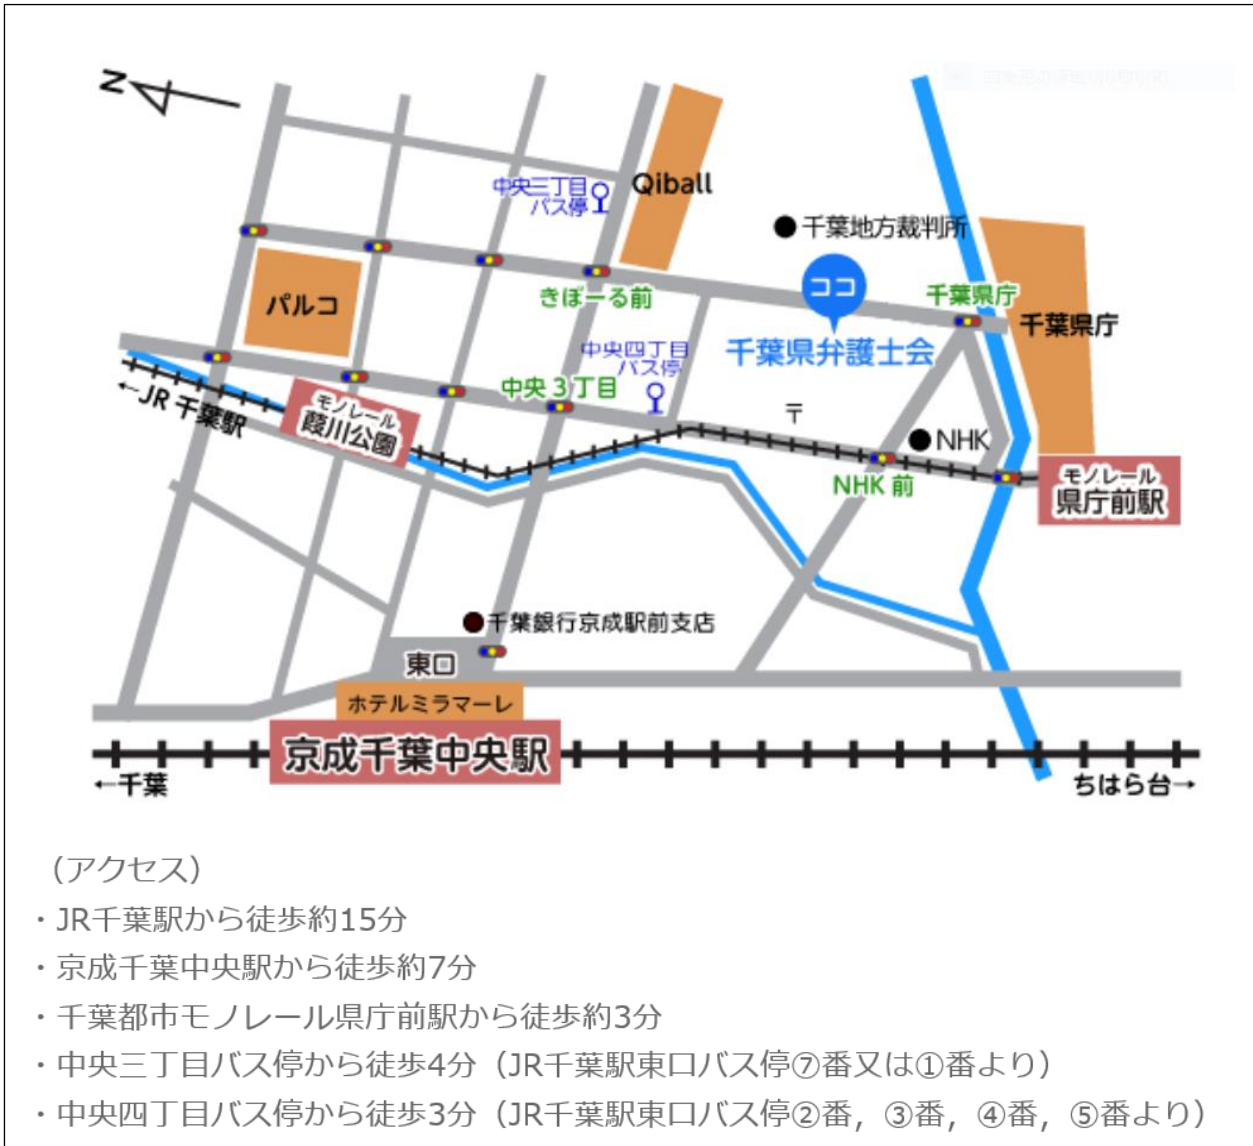 N
Qiball
中央三丁目
バス停
千葉地方裁判所
ココ
きぼーる前
千葉県庁
千葉県庁
パルコ
千葉県弁護士会
中央四丁目
バス停
中央3丁目
←JR 千葉駅
モノレール
葭川公園
〒
NHK
NHK 前
モノレール
県庁前駅
千葉銀行京成駅前支店
東口
ホテルミラマーレ
京成千葉中央駅
←千葉
ちはら台→
（アクセス）
・JR千葉駅から徒歩約15分
・京成千葉中央駅から徒歩約7分
・千葉都市モノレール県庁前駅から徒歩約3分
・中央三丁目バス停から徒歩4分（JR千葉駅東口バス停⑦番又は①番より）
・中央四丁目バス停から徒歩3分（JR千葉駅東口バス停②番，③番，④番，⑤番より）